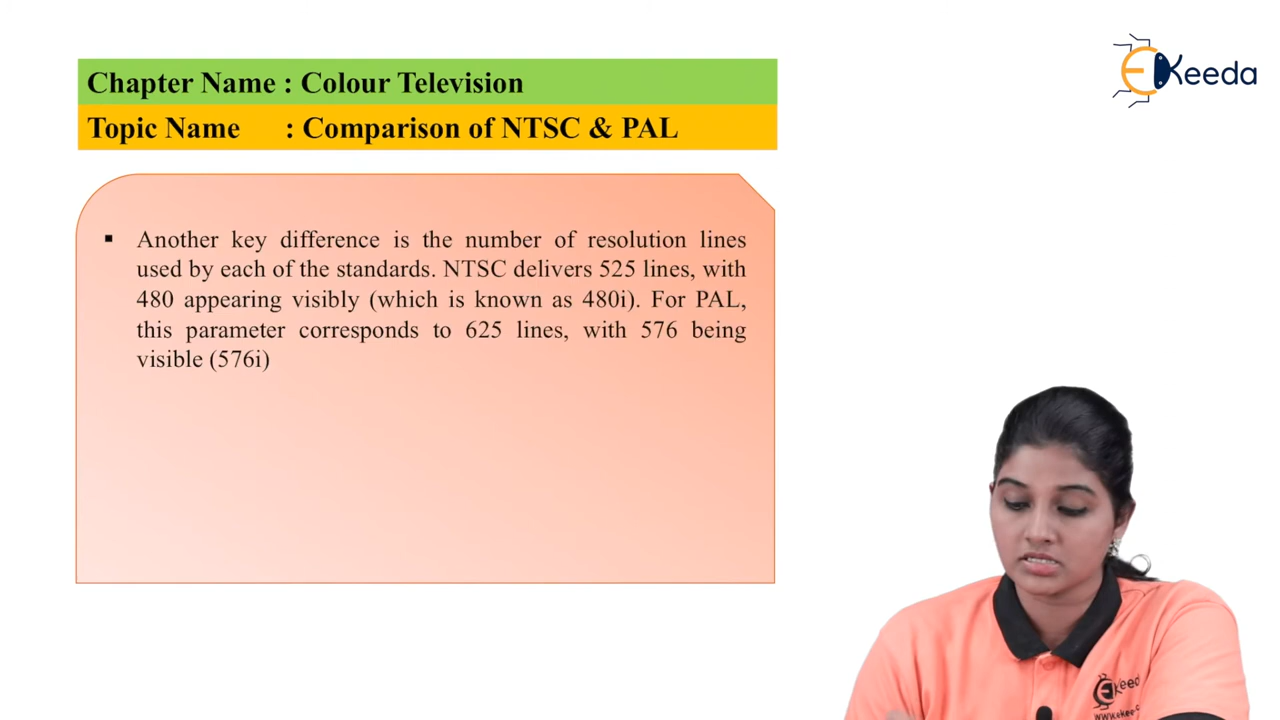 Chapter Name : Colour Television
Topic Name : Comparison of NTSC & PAL
EKeeda
▪ Another key difference is the number of resolution lines
used by each of the standards. NTSC delivers 525 lines, with
480 appearing visibly (which is known as 480i). For PAL,
this parameter corresponds to 625 lines, with 576 being
visible (576i)
EKeeda